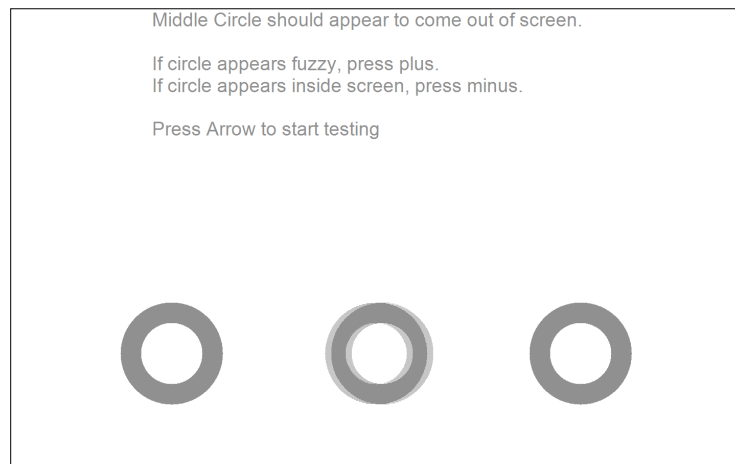 Middle Circle should appear to come out of screen.
If circle appears fuzzy, press plus.
If circle appears inside screen, press minus.
Press Arrow to start testing